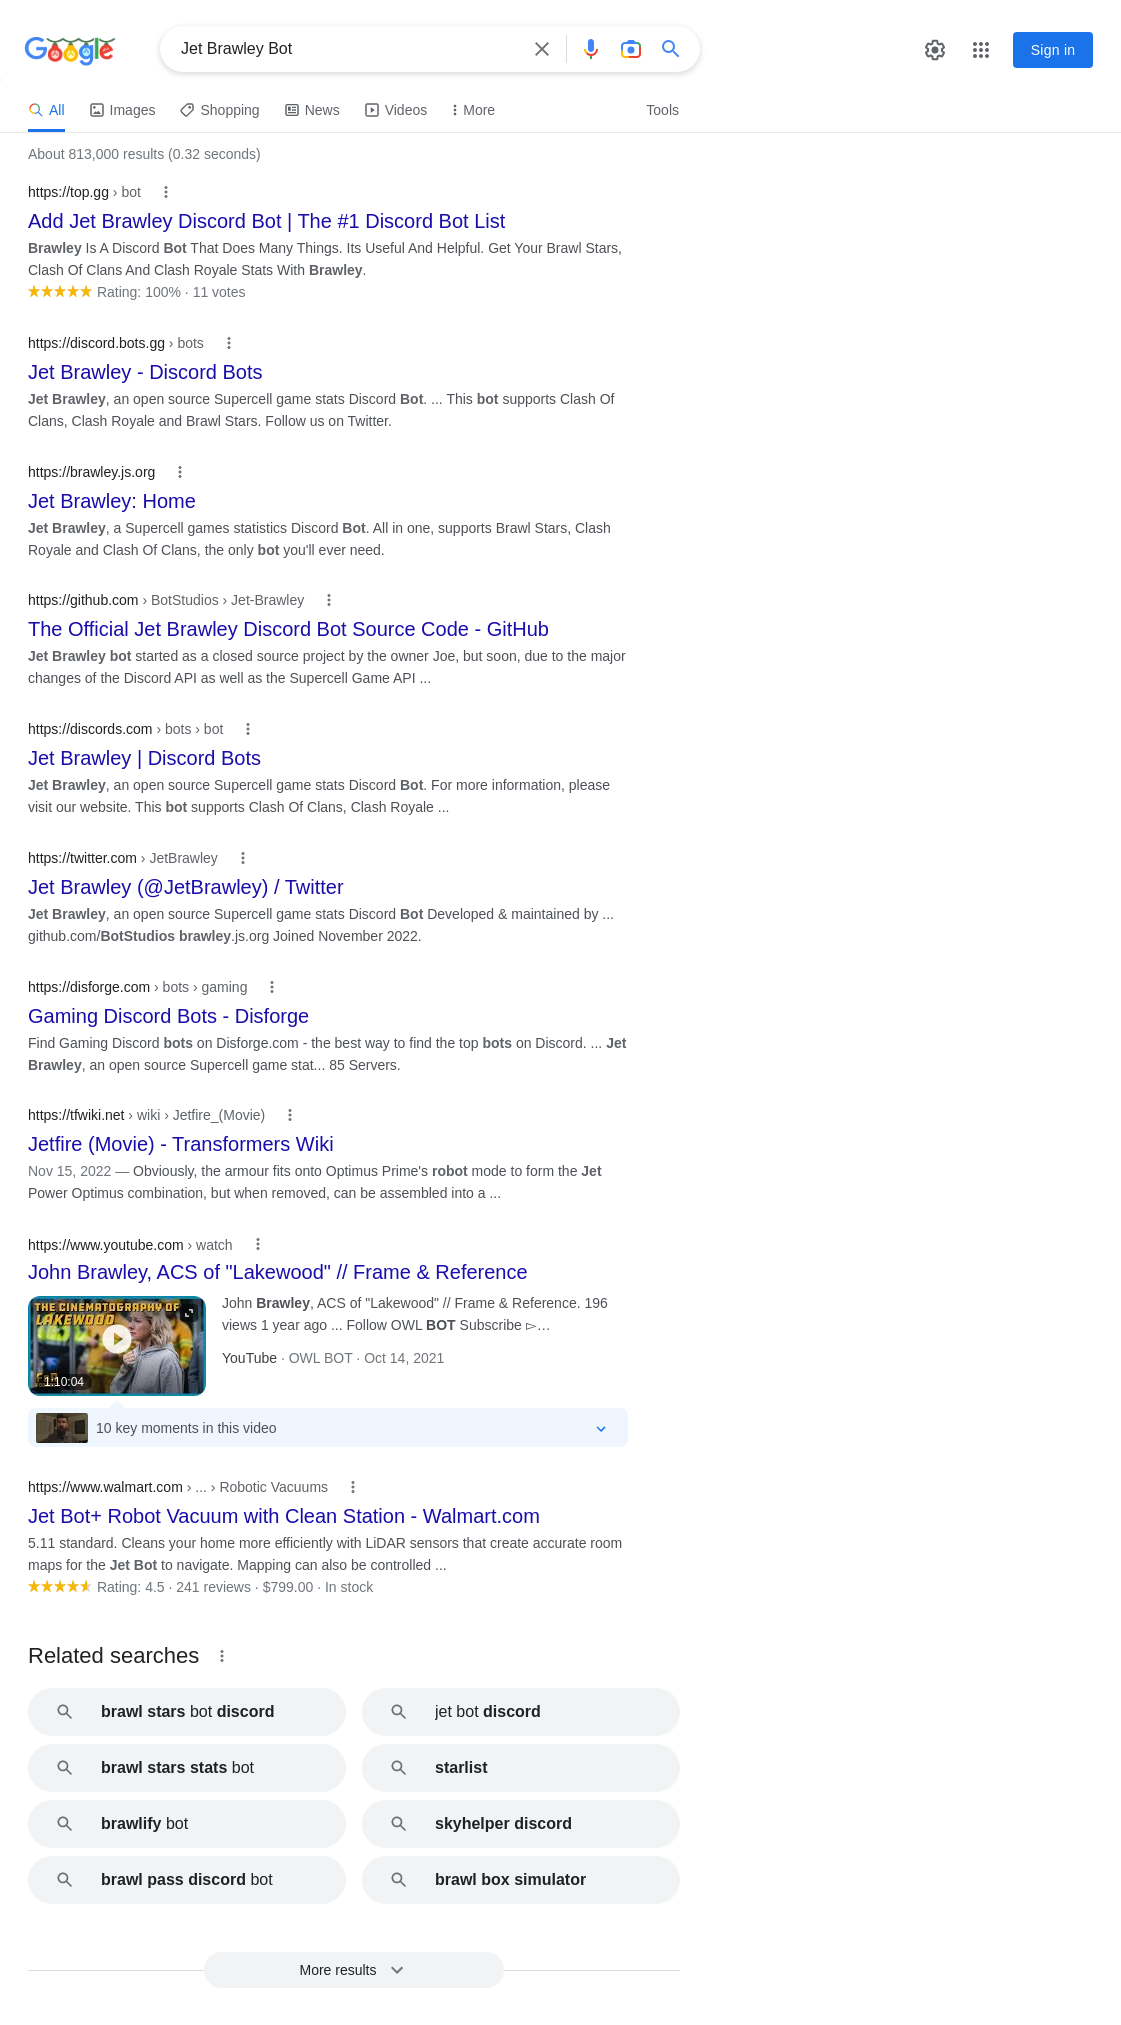 Google
Jet Brawley Bot
Sign in
All
Images
Shopping
News
Videos
More
Tools
About 813,000 results (0.32 seconds)
https://top.gg › bot
Add Jet Brawley Discord Bot | The #1 Discord Bot List
Brawley Is A Discord Bot That Does Many Things. Its Useful And Helpful. Get Your Brawl Stars,
Clash Of Clans And Clash Royale Stats With Brawley.
Rating: 100% · 11 votes
https://discord.bots.gg › bots
Jet Brawley - Discord Bots
Jet Brawley, an open source Supercell game stats Discord Bot. ... This bot supports Clash Of
Clans, Clash Royale and Brawl Stars. Follow us on Twitter.
https://brawley.js.org
Jet Brawley: Home
Jet Brawley, a Supercell games statistics Discord Bot. All in one, supports Brawl Stars, Clash
Royale and Clash Of Clans, the only bot you'll ever need.
https://github.com › BotStudios › Jet-Brawley
The Official Jet Brawley Discord Bot Source Code - GitHub
Jet Brawley bot started as a closed source project by the owner Joe, but soon, due to the major
changes of the Discord API as well as the Supercell Game API ...
https://discords.com › bots › bot
Jet Brawley | Discord Bots
Jet Brawley, an open source Supercell game stats Discord Bot. For more information, please
visit our website. This bot supports Clash Of Clans, Clash Royale ...
https://twitter.com › JetBrawley
Jet Brawley (@JetBrawley) / Twitter
Jet Brawley, an open source Supercell game stats Discord Bot Developed & maintained by ...
github.com/BotStudios brawley.js.org Joined November 2022.
https://disforge.com › bots › gaming
Gaming Discord Bots - Disforge
Find Gaming Discord bots on Disforge.com - the best way to find the top bots on Discord. ... Jet
Brawley, an open source Supercell game stat... 85 Servers.
https://tfwiki.net › wiki › Jetfire_(Movie)
Jetfire (Movie) - Transformers Wiki
Nov 15, 2022 — Obviously, the armour fits onto Optimus Prime's robot mode to form the Jet
Power Optimus combination, but when removed, can be assembled into a ...
https://www.youtube.com › watch
John Brawley, ACS of "Lakewood" // Frame & Reference
THE CINEMATOGRAPHY OF
LAKEWOOD
1:10:04
John Brawley, ACS of "Lakewood" // Frame & Reference. 196
views 1 year ago ... Follow OWL BOT Subscribe ▻…
YouTube · OWL BOT · Oct 14, 2021
10 key moments in this video
https://www.walmart.com › ... › Robotic Vacuums
Jet Bot+ Robot Vacuum with Clean Station - Walmart.com
5.11 standard. Cleans your home more efficiently with LiDAR sensors that create accurate room
maps for the Jet Bot to navigate. Mapping can also be controlled ...
Rating: 4.5 · 241 reviews · $799.00 · In stock
Related searches
brawl stars bot discord
jet bot discord
brawl stars stats bot
starlist
brawlify bot
skyhelper discord
brawl pass discord bot
brawl box simulator
More results